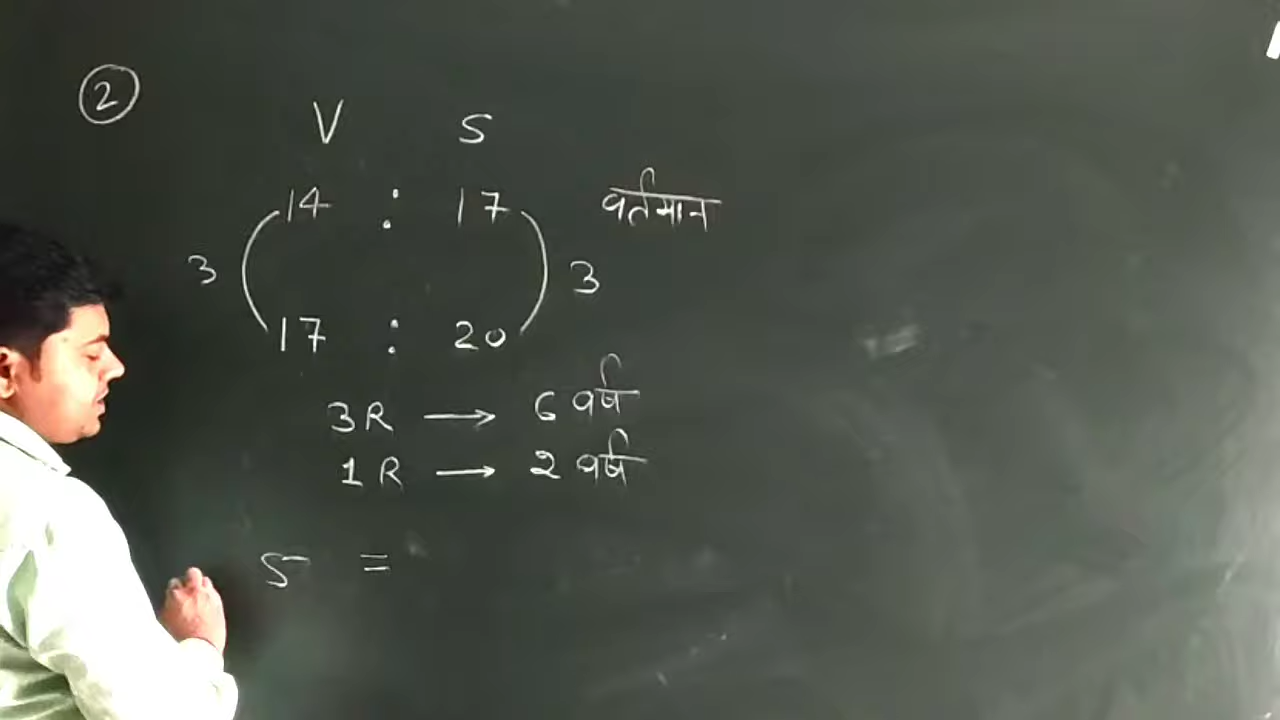 2
V S
14 : 17 वर्तमान
3 3
17 : 20
3R → 6 वर्ष
1R → 2 वर्ष
S =